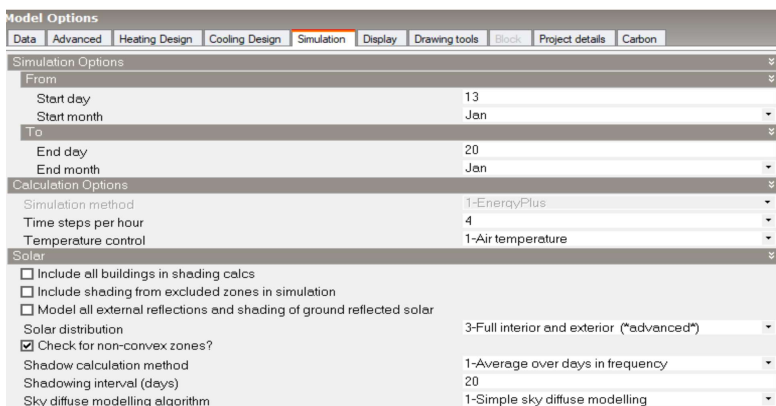 Model Options
Data Advanced Heating Design Cooling Design Simulation Display Drawing tools Block Project details Carbon
Simulation Options
From
Start day 13
Start month Jan
To
End day 20
End month Jan
Calculation Options
Simulation method 1-EnergyPlus
Time steps per hour 4
Temperature control 1-Air temperature
Solar
Include all buildings in shading calcs
Include shading from excluded zones in simulation
Model all external reflections and shading of ground reflected solar
Solar distribution 3-Full interior and exterior (*advanced*)
Check for non-convex zones?
Shadow calculation method 1-Average over days in frequency
Shadowing interval (days) 20
Sky diffuse modelling algorithm 1-Simple sky diffuse modelling